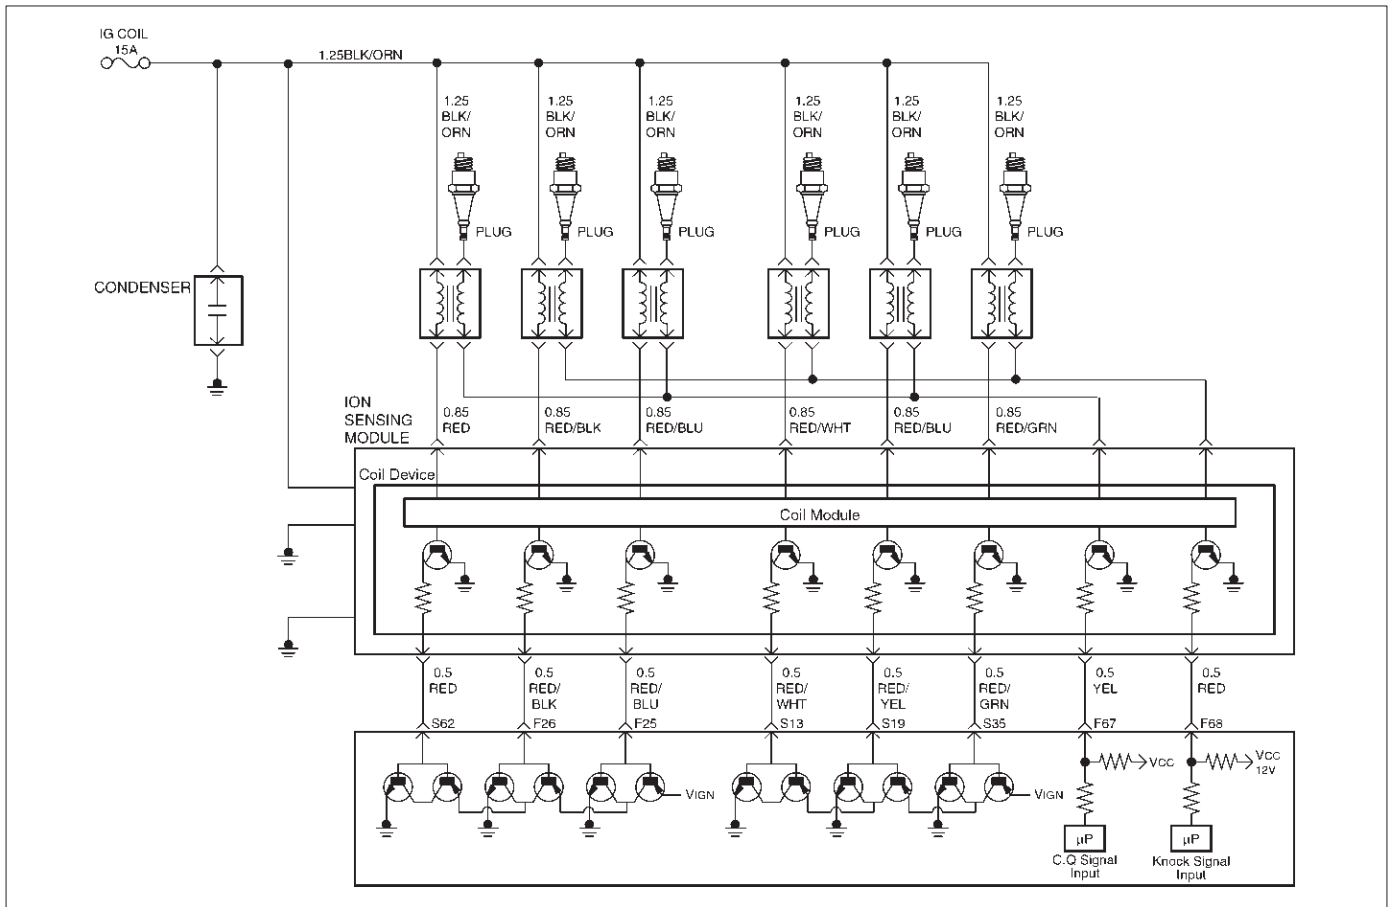 IG COIL
15A
1.25BLK/ORN
1.25
BLK/
ORN
1.25
BLK/
ORN
1.25
BLK/
ORN
1.25
BLK/
ORN
1.25
BLK/
ORN
1.25
BLK/
ORN
PLUG
PLUG
PLUG
PLUG
PLUG
PLUG
CONDENSER
ION
SENSING
MODULE
0.85
RED
0.85
RED/BLK
0.85
RED/BLU
0.85
RED/WHT
0.85
RED/BLU
0.85
RED/GRN
Coil Device
Coil Module
0.5
RED
0.5
RED/
BLK
0.5
RED/
BLU
0.5
RED/
WHT
0.5
RED/
YEL
0.5
RED/
GRN
0.5
YEL
0.5
RED
S62
F26
F25
S13
S19
S35
F67
F68
VIGN
VIGN
VCC
VCC
12V
µP
C.Q Signal
Input
µP
Knock Signal
Input